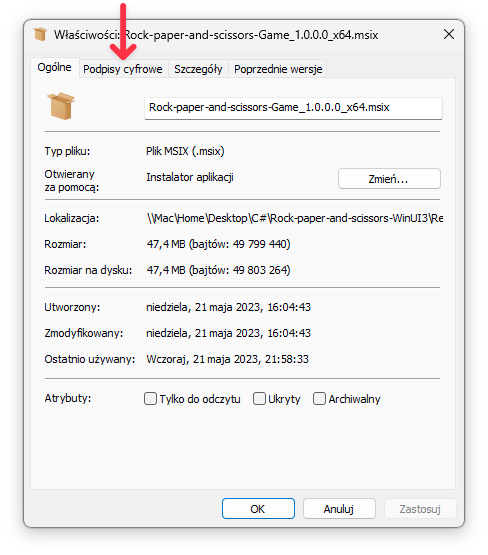 Właściwości: Rock-paper-and-scissors-Game_1.0.0.0_x64.msix
Ogólne Podpisy cyfrowe Szczegóły Poprzednie wersje
Rock-paper-and-scissors-Game_1.0.0.0_x64.msix
Typ pliku: Plik MSIX (.msix)
Otwierany za pomocą: Instalator aplikacji Zmień...
Lokalizacja: \\Mac\Home\Desktop\C#\Rock-paper-and-scissors-WinUI3\Re
Rozmiar: 47,4 MB (bajtów: 49 799 440)
Rozmiar na dysku: 47,4 MB (bajtów: 49 803 264)
Utworzony: niedziela, 21 maja 2023, 16:04:43
Zmodyfikowany: niedziela, 21 maja 2023, 16:04:43
Ostatnio używany: Wczoraj, 21 maja 2023, 21:58:33
Atrybuty: Tylko do odczytu Ukryty Archiwalny
OK Anuluj Zastosuj